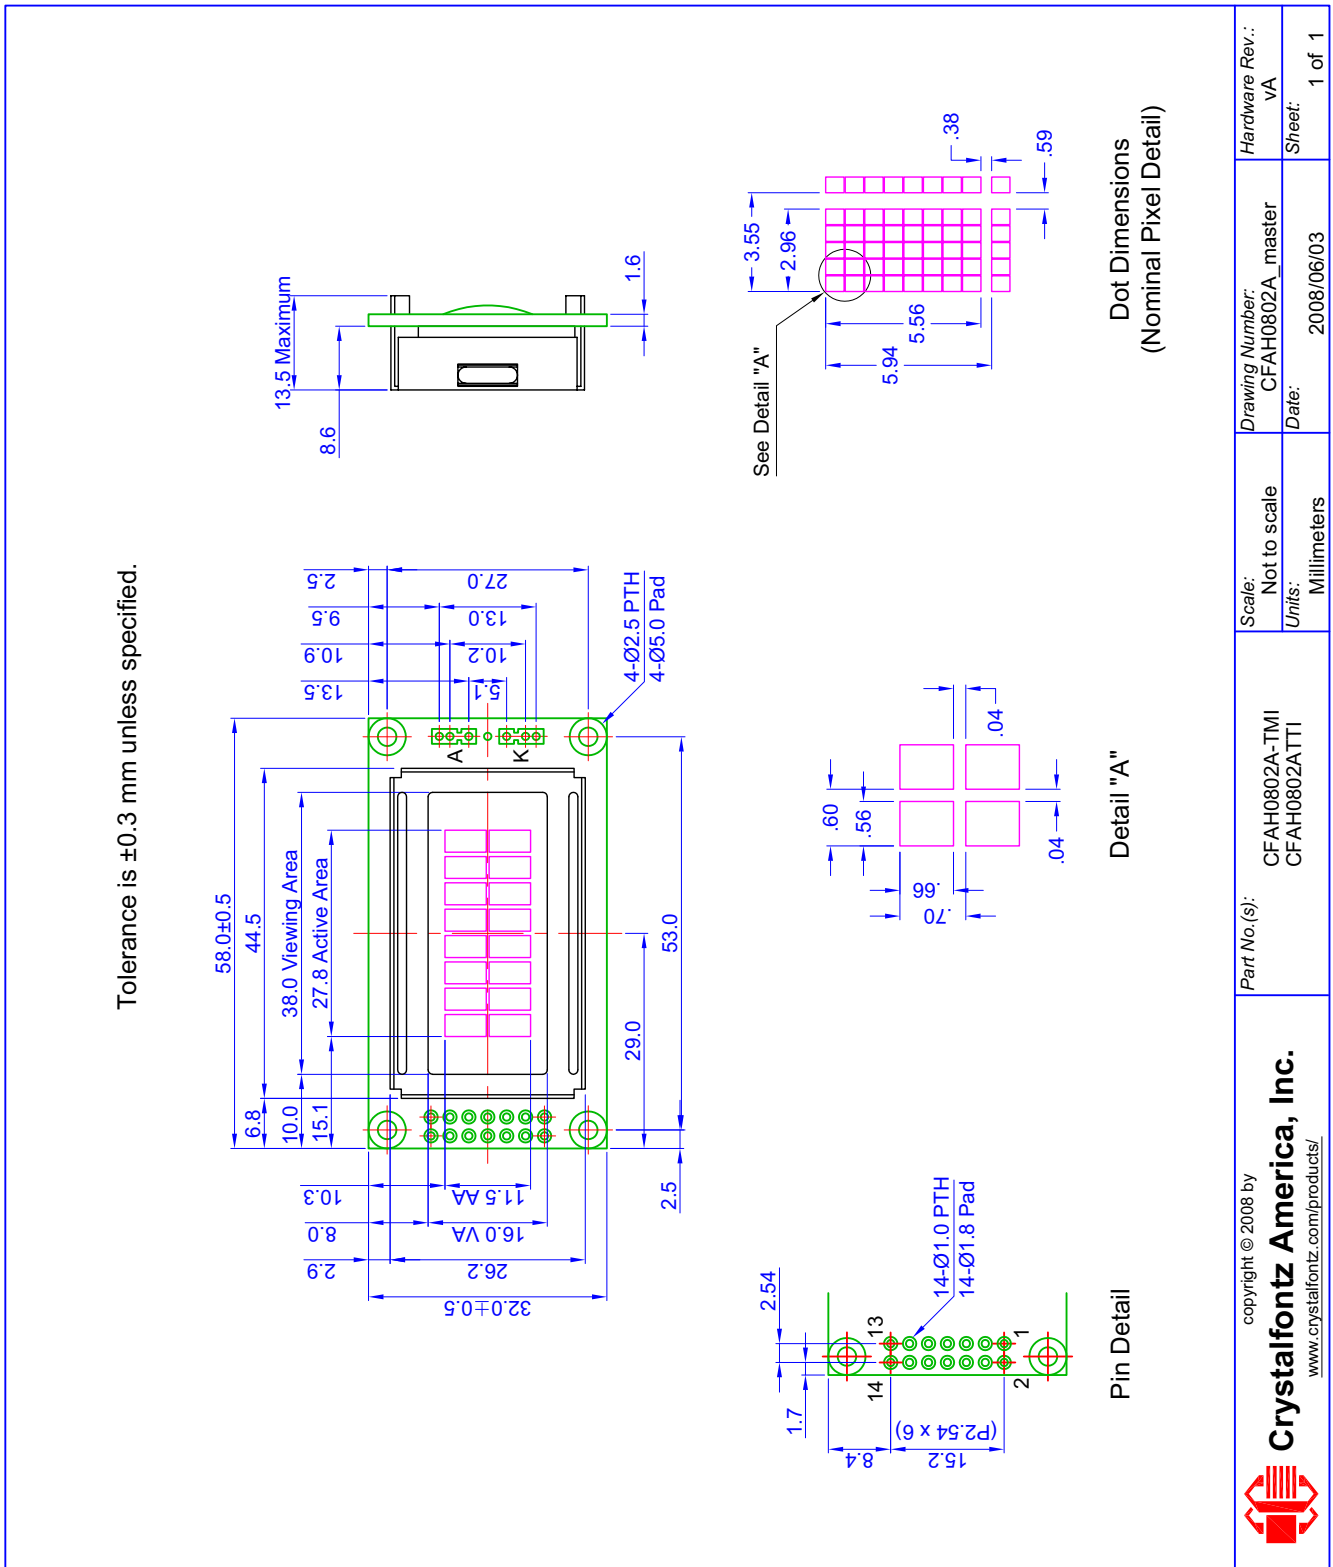 Tolerance is ±0.3 mm unless specified.
58.0±0.5
44.5
38.0 Viewing Area
27.8 Active Area
6.8
10.0
15.1
2.5
9.5
10.9
13.5
27.0
13.0
10.2
5.1
A
K
4-Ø2.5 PTH
4-Ø5.0 Pad
53.0
29.0
2.5
10.3
8.0
2.9
11.5 AA
16.0 VA
26.2
32.0±0.5
13.5 Maximum
8.6
1.6
Pin Detail
2.54
1.7
14-Ø1.0 PTH
14-Ø1.8 Pad
13
14
1
2
8.4
15.2
(P2.54 x 6)
Detail "A"
.60
.56
.66
.70
.04
.04
See Detail "A"
3.55
2.96
5.56
5.94
.38
.59
Dot Dimensions
(Nominal Pixel Detail)
copyright © 2008 by
Crystalfontz America, Inc.
www.crystalfontz.com/products/
Part No.(s):
CFAH0802A-TMI
CFAH0802ATTI
Scale:
Not to scale
Units:
Millimeters
Drawing Number:
CFAH0802A_master
Date:
2008/06/03
Hardware Rev.:
vA
Sheet:
1 of 1